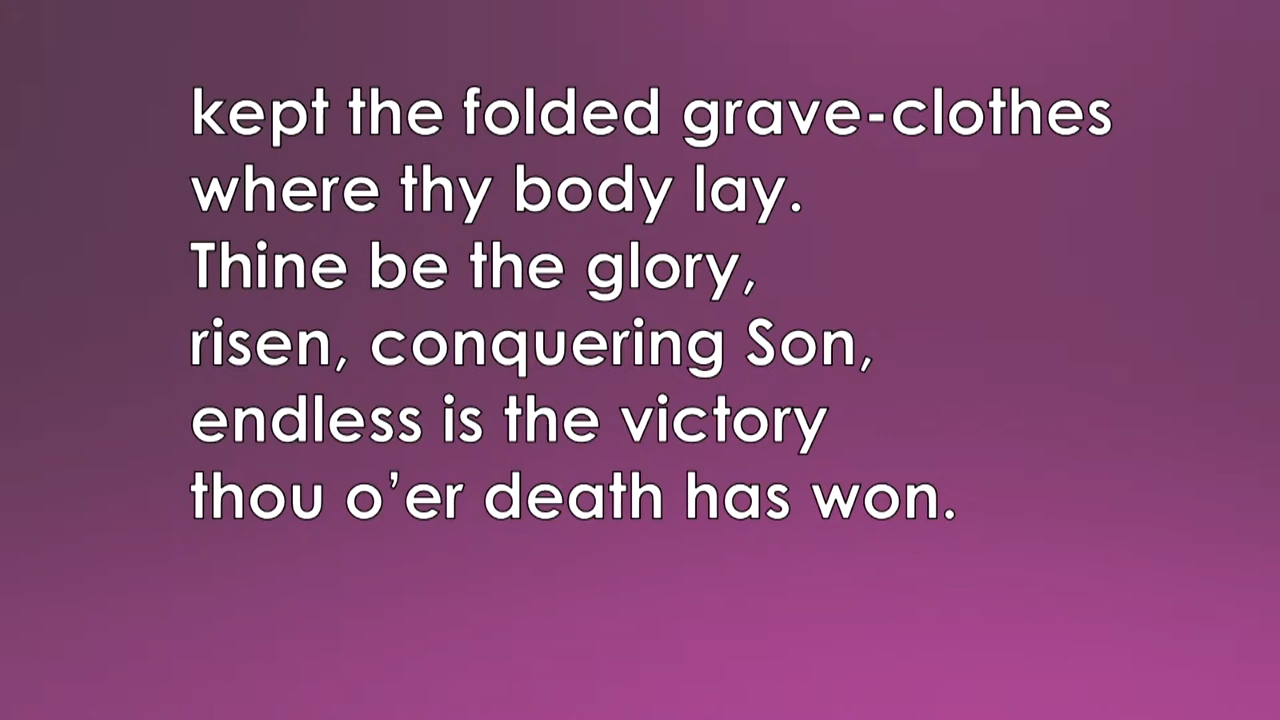 kept the folded grave-clothes
where thy body lay.
Thine be the glory,
risen, conquering Son,
endless is the victory
thou o’er death has won.